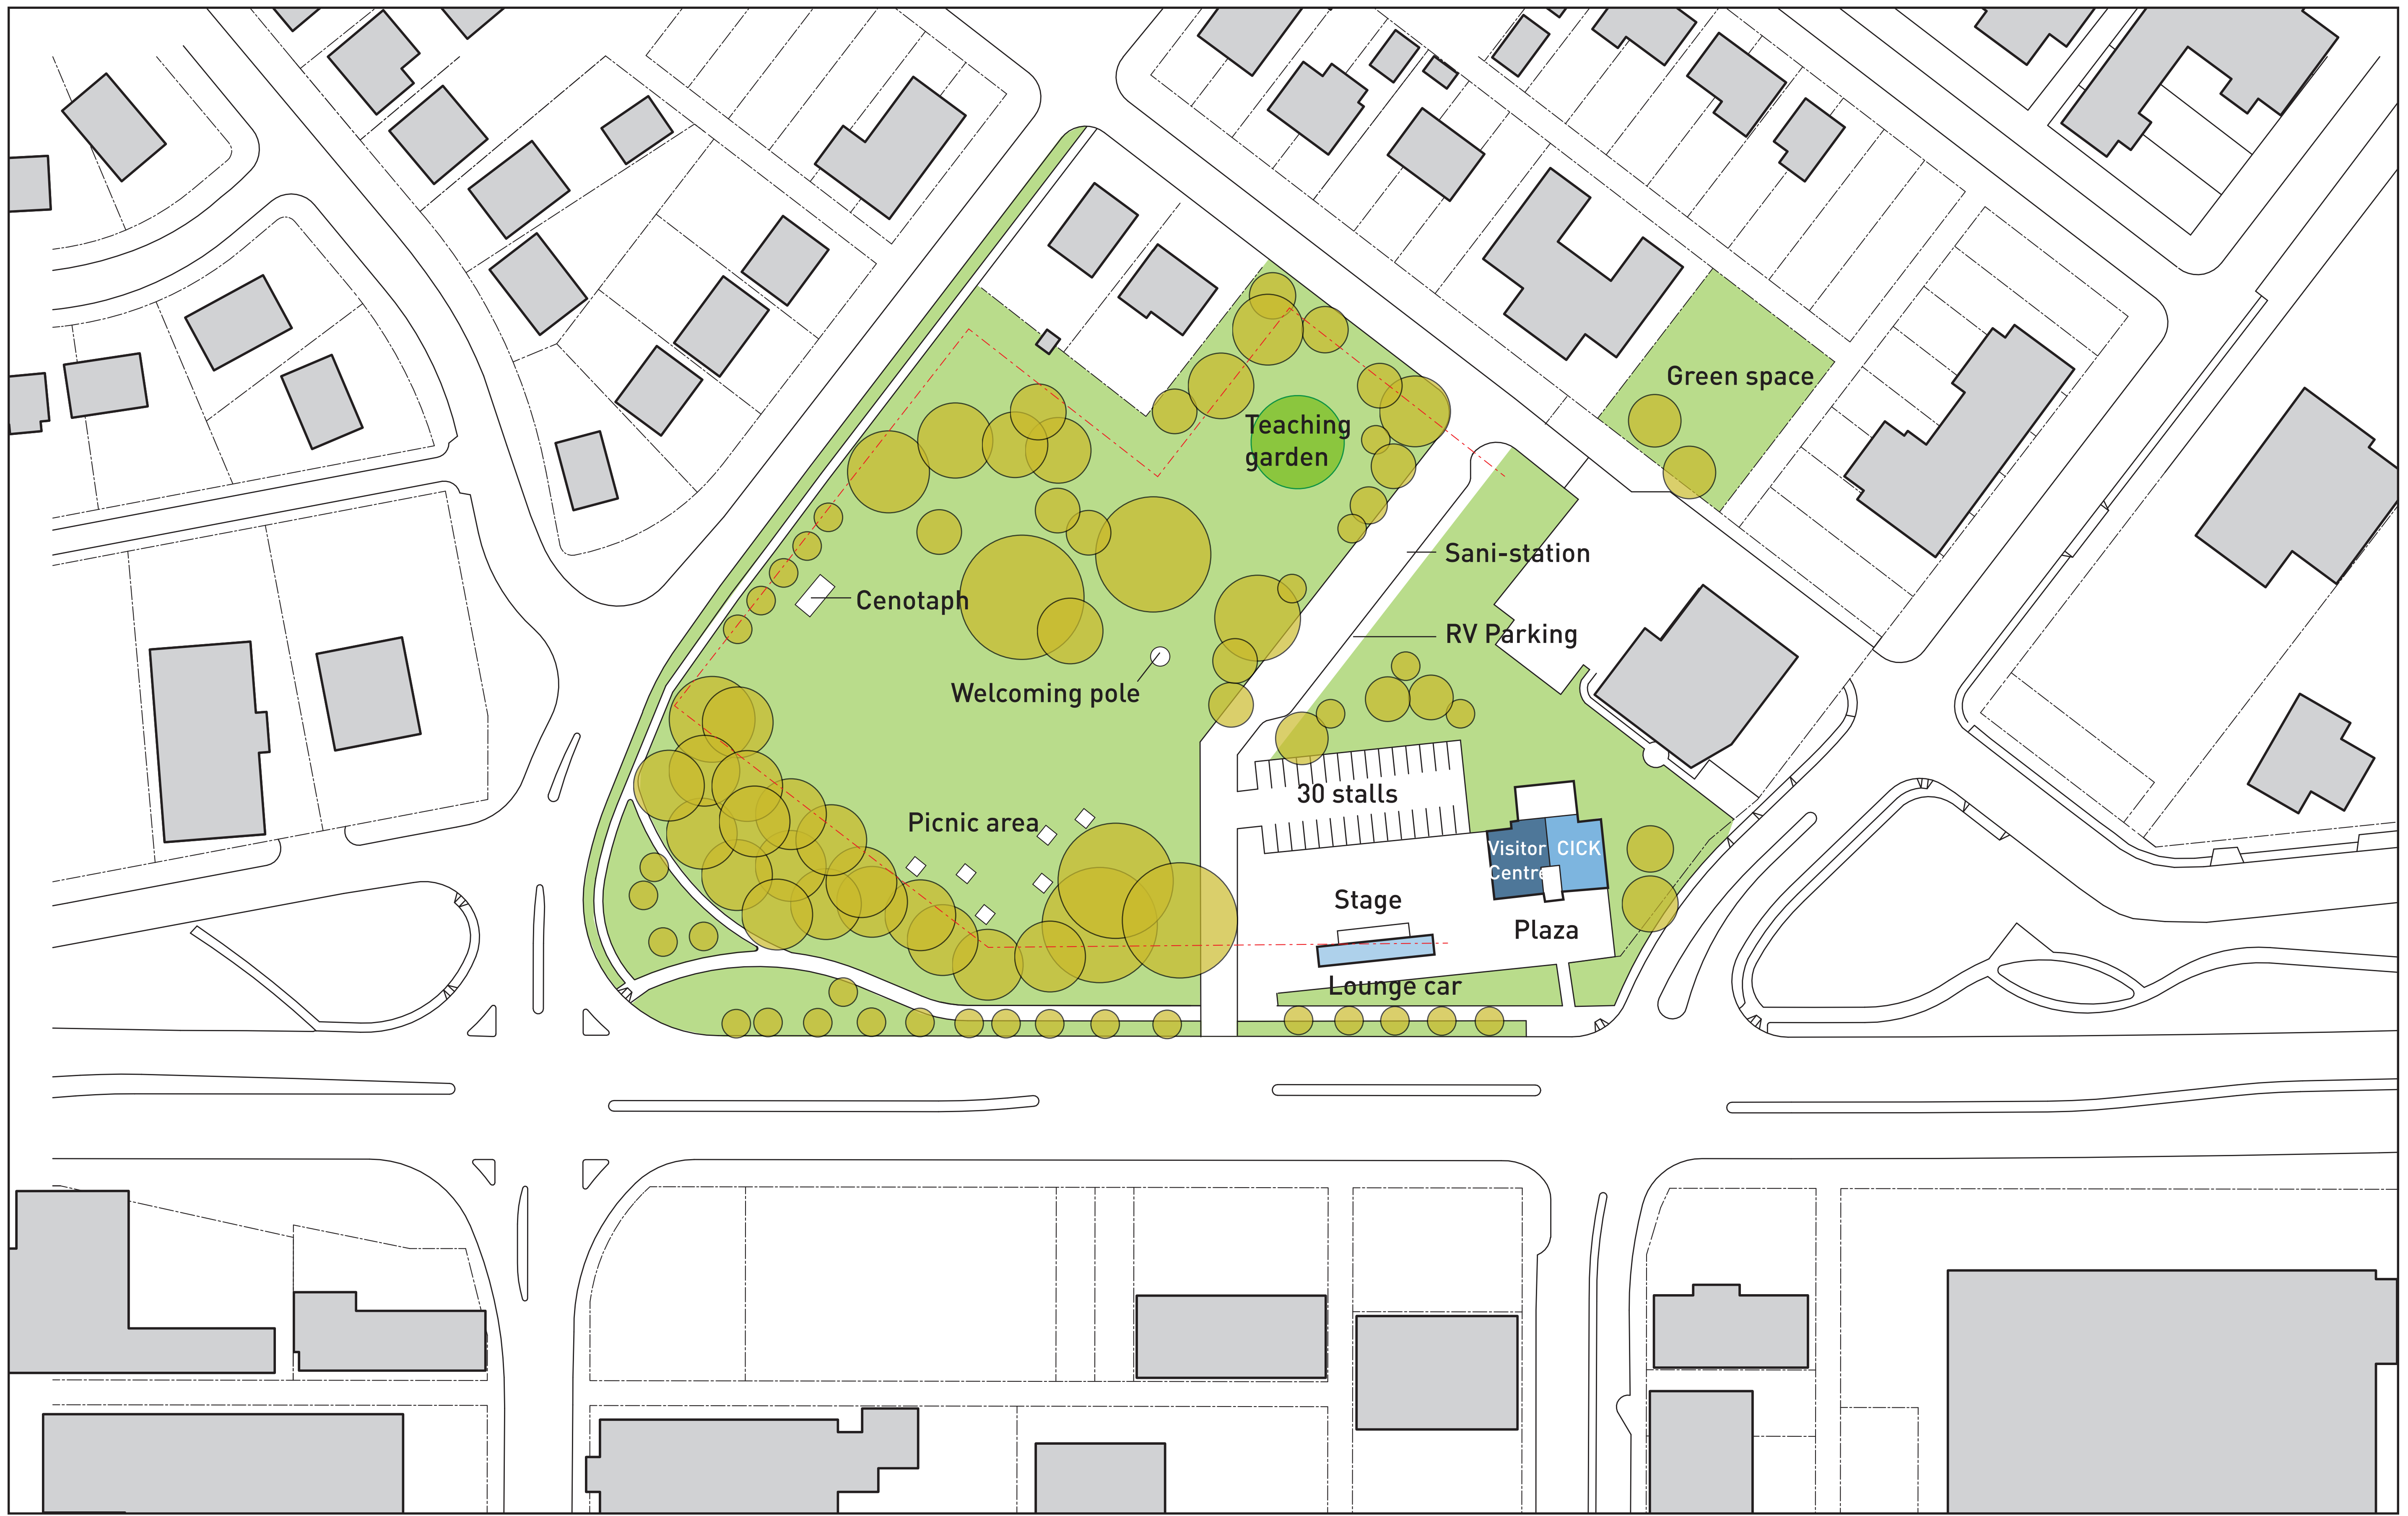 Green space
Teaching
garden
Sani-station
Cenotaph
RV Parking
Welcoming pole
30 stalls
Picnic area
Visitor
Centre
CICK
Stage
Plaza
Lounge car